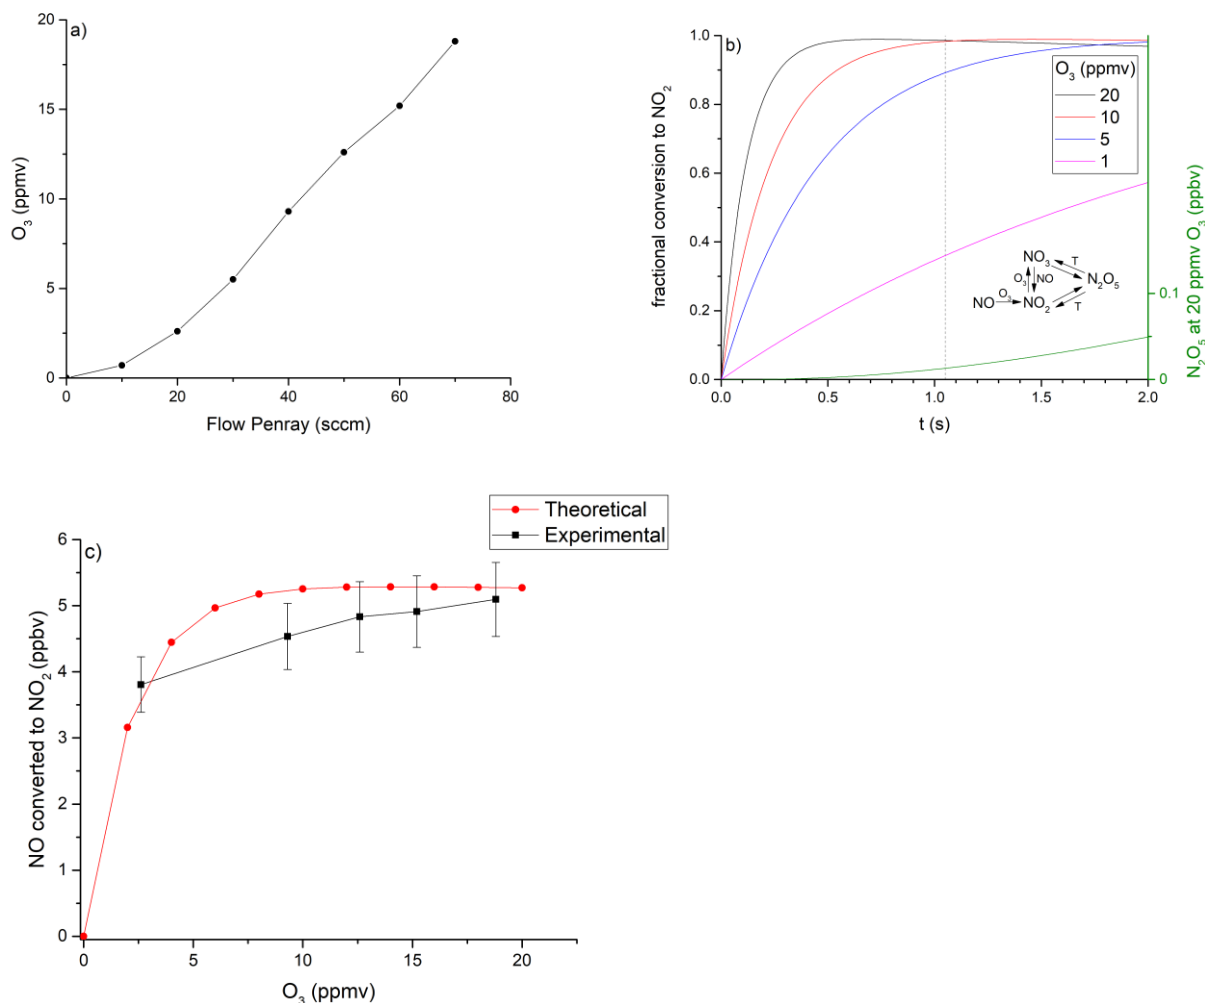 a)
20
15
10
5
0
O₃ (ppmv)
0 20 40 60 80
Flow Penray (sccm)
b)
1.0
0.8
0.6
0.4
0.2
0.0
fractional conversion to NO₂
O₃ (ppmv)
20
10
5
1
NO₃ T
O₃ NO N₂O₅
NO O₃ NO₂ T
0.1
0
N₂O₅ at 20 ppmv O₃ (ppbv)
0.0 0.5 1.0 1.5 2.0
t (s)
Theoretical
Experimental
c)
6
5
4
3
2
1
0
NO converted to NO₂ (ppbv)
0 5 10 15 20
O₃ (ppmv)